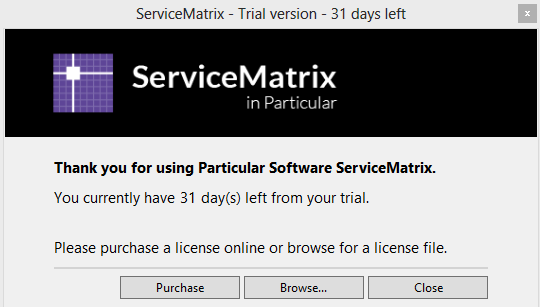 ServiceMatrix - Trial version - 31 days left
x
ServiceMatrix
in Particular
Thank you for using Particular Software ServiceMatrix.
You currently have 31 day(s) left from your trial.
Please purchase a license online or browse for a license file.
Purchase Browse... Close